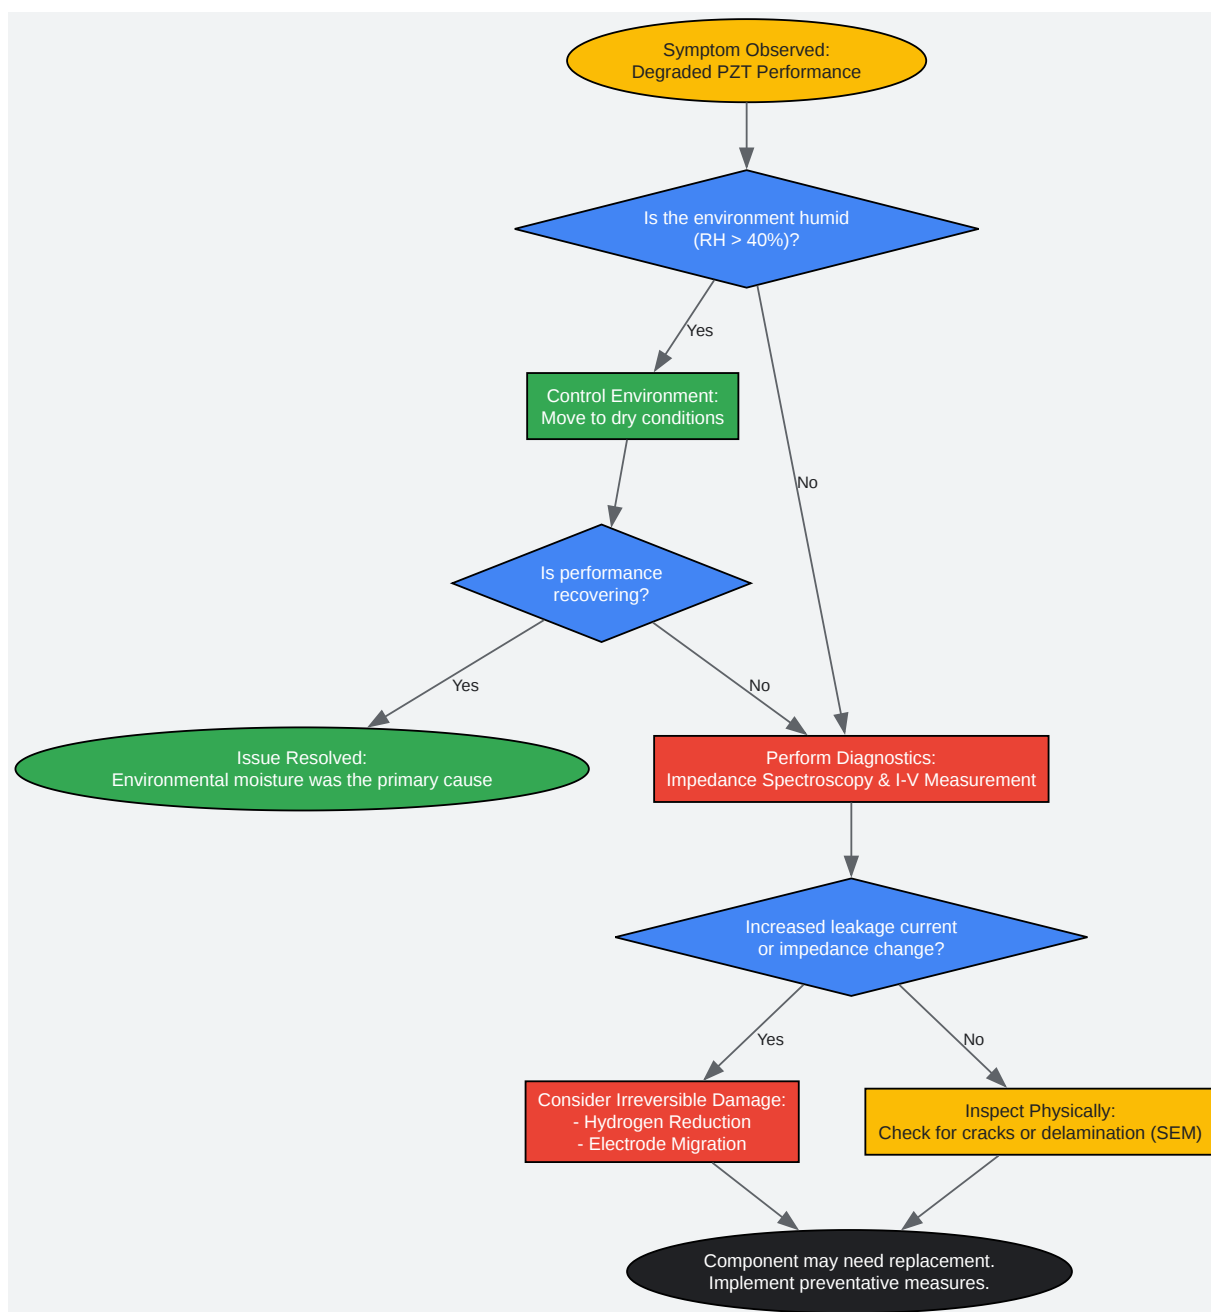 Symptom Observed:
Degraded PZT Performance
Is the environment humid
(RH > 40%)?
Yes
Control Environment:
Move to dry conditions
No
Is performance
recovering?
Yes
No
Issue Resolved:
Environmental moisture was the primary cause
Perform Diagnostics:
Impedance Spectroscopy & I-V Measurement
Increased leakage current
or impedance change?
Yes
No
Consider Irreversible Damage:
- Hydrogen Reduction
- Electrode Migration
Inspect Physically:
Check for cracks or delamination (SEM)
Component may need replacement.
Implement preventative measures.